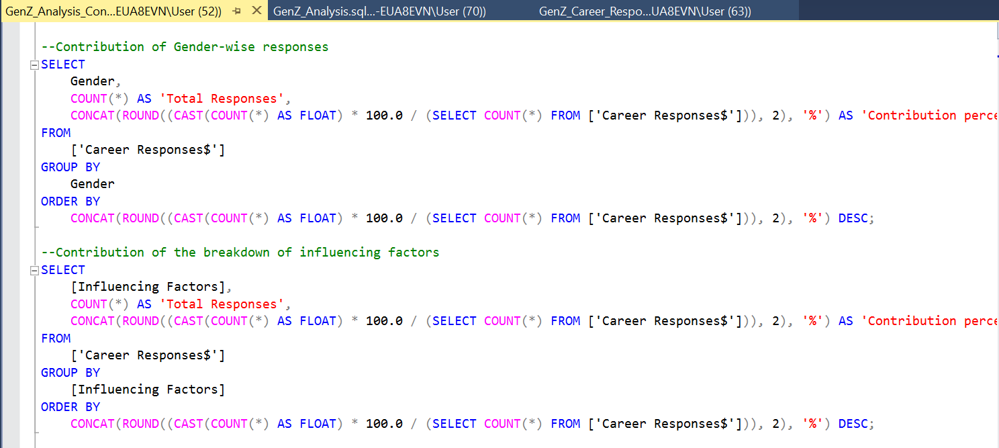 GenZ_Analysis_Con...EUA8EVN\User (52)) GenZ_Analysis.sql...-EUA8EVN\User (70)) GenZ_Career_Respo...UA8EVN\User (63))
--Contribution of Gender-wise responses
SELECT
Gender,
COUNT(*) AS 'Total Responses',
CONCAT(ROUND((CAST(COUNT(*) AS FLOAT) * 100.0 / (SELECT COUNT(*) FROM ['Career Responses$'])), 2), '%') AS 'Contribution perce
FROM
['Career Responses$']
GROUP BY
Gender
ORDER BY
CONCAT(ROUND((CAST(COUNT(*) AS FLOAT) * 100.0 / (SELECT COUNT(*) FROM ['Career Responses$'])), 2), '%') DESC;
--Contribution of the breakdown of influencing factors
SELECT
[Influencing Factors],
COUNT(*) AS 'Total Responses',
CONCAT(ROUND((CAST(COUNT(*) AS FLOAT) * 100.0 / (SELECT COUNT(*) FROM ['Career Responses$'])), 2), '%') AS 'Contribution perce
FROM
['Career Responses$']
GROUP BY
[Influencing Factors]
ORDER BY
CONCAT(ROUND((CAST(COUNT(*) AS FLOAT) * 100.0 / (SELECT COUNT(*) FROM ['Career Responses$'])), 2), '%') DESC;